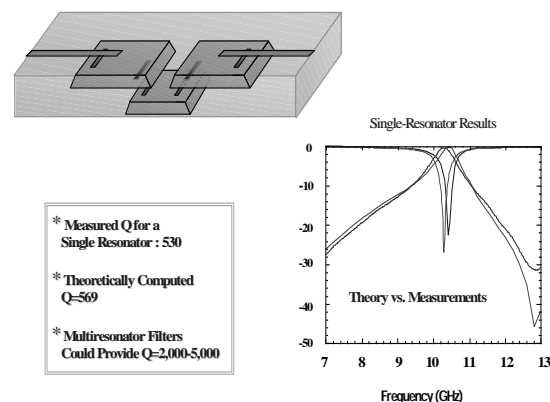 Single-Resonator Results
* Measured Q for a
Single Resonator : 530
* Theoretically Computed
Q=569
* Multiresonator Filters
Could Provide Q=2,000-5,000
0
-10
-20
-30
-40
-50
Theory vs. Measurements
7 8 9 10 11 12 13
Frequency (GHz)